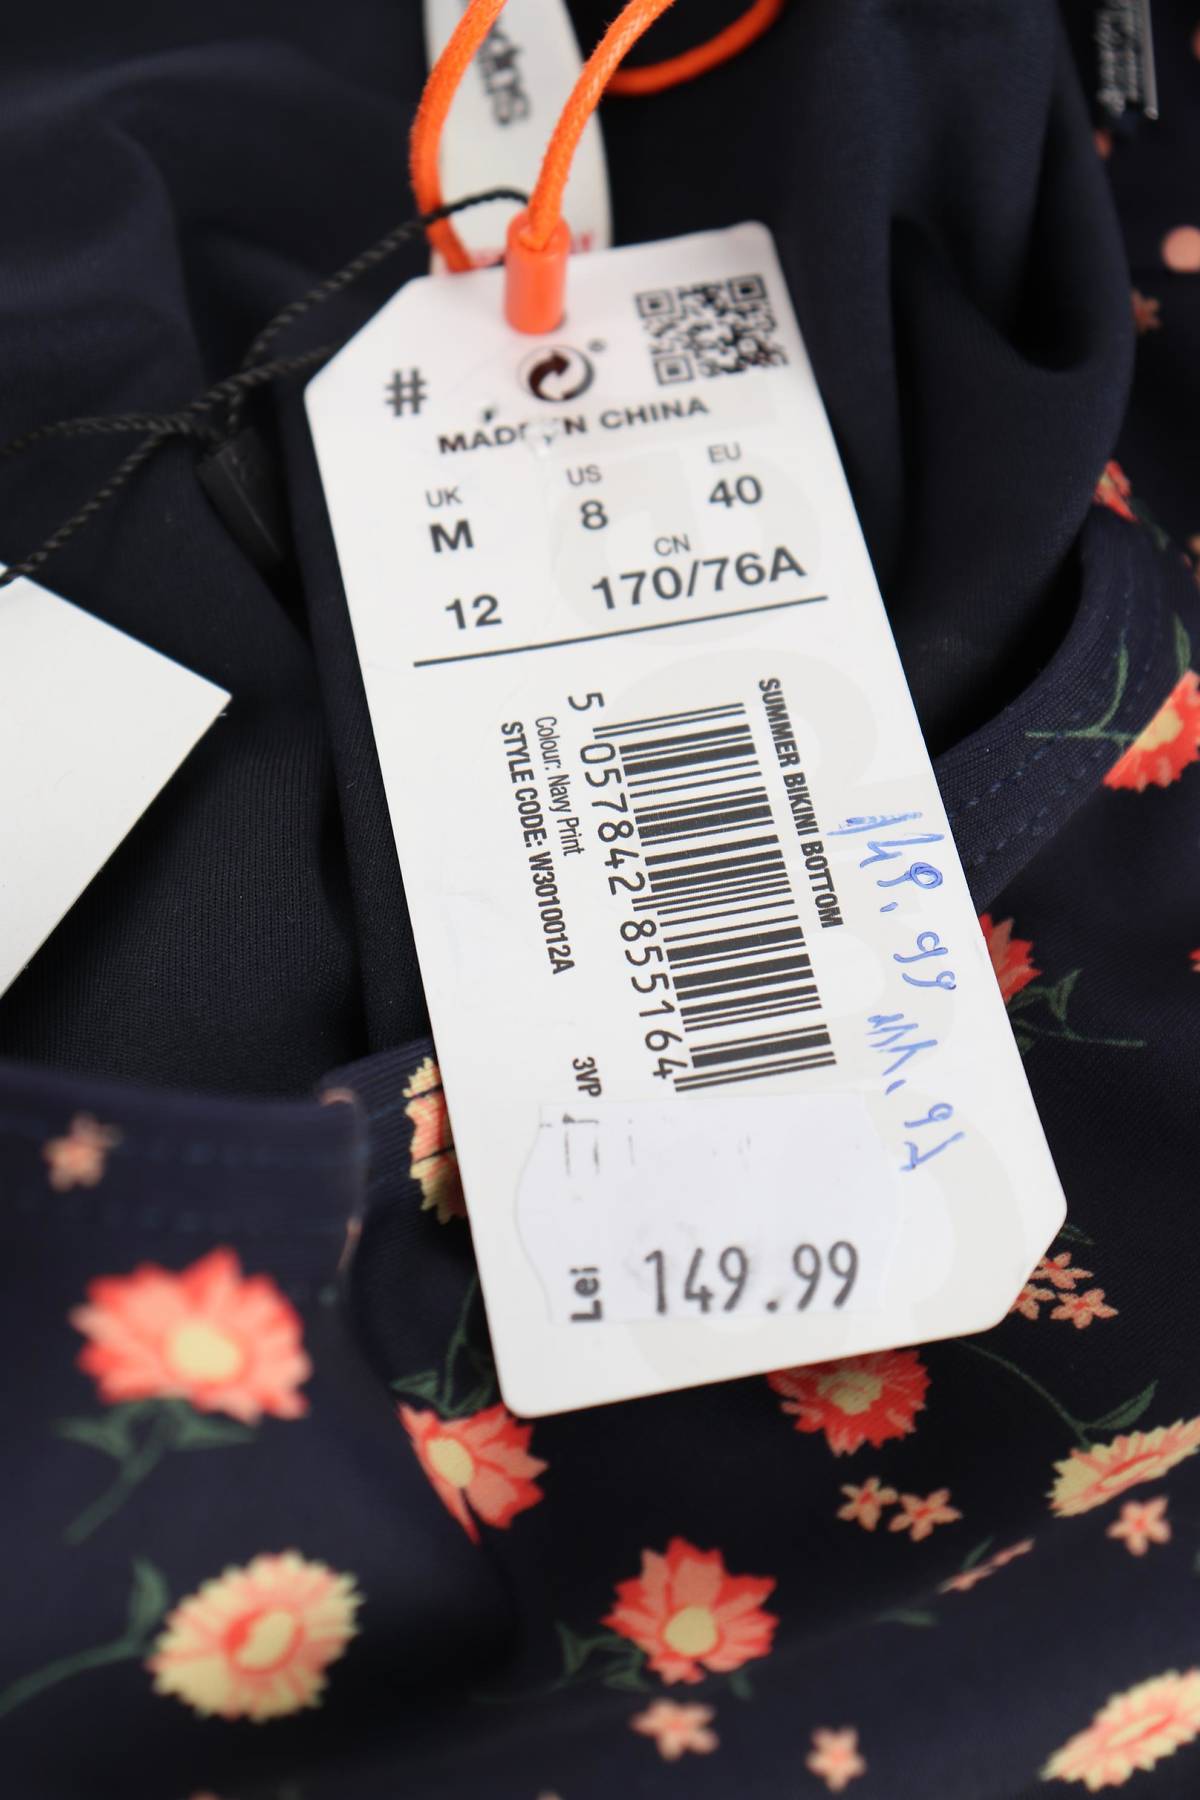 #
MADE IN CHINA
UK US EU
M 8 40
CN
12 170/76A
SUMMER BIKINI BOTTOM
5 057842 855164
Colour: Navy Print
STYLE CODE: W3010012A
3VP
149.99
Lei 149.99